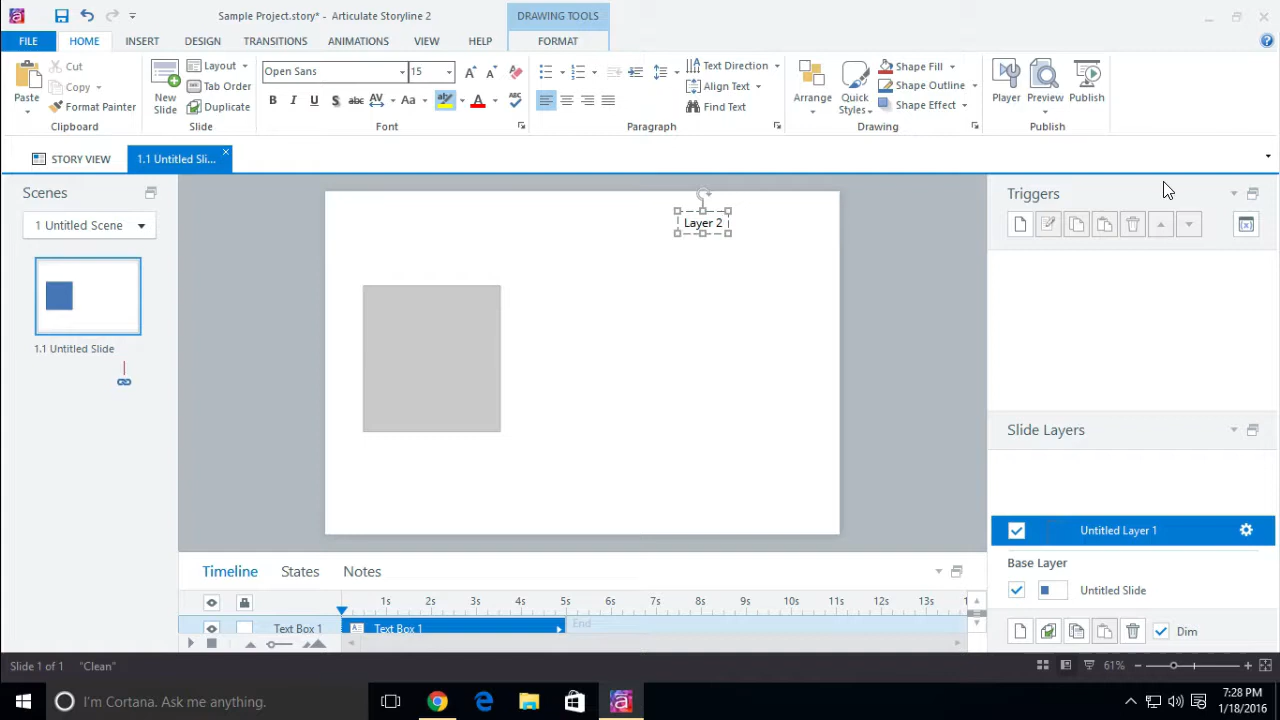 Sample Project.story* - Articulate Storyline 2
DRAWING TOOLS
FILE HOME INSERT DESIGN TRANSITIONS ANIMATIONS VIEW HELP FORMAT
Paste
Cut
Copy
Format Painter
Clipboard
New Slide
Layout
Tab Order
Duplicate
Slide
Open Sans 15
B I U S abc AV Aa A
Font
Text Direction
Align Text
Find Text
Paragraph
Arrange
Quick Styles
Shape Fill
Shape Outline
Shape Effect
Drawing
Player
Preview
Publish
Publish
STORY VIEW
1.1 Untitled Sli...
Scenes
1 Untitled Scene
1.1 Untitled Slide
Layer 2
Triggers
Slide Layers
Untitled Layer 1
Base Layer
Untitled Slide
Dim
Timeline States Notes
1s 2s 3s 4s 5s 6s 7s 8s 9s 10s 11s 12s 13s
Text Box 1
Text Box 1
End
Slide 1 of 1 "Clean"
61%
I'm Cortana. Ask me anything.
7:28 PM
1/18/2016